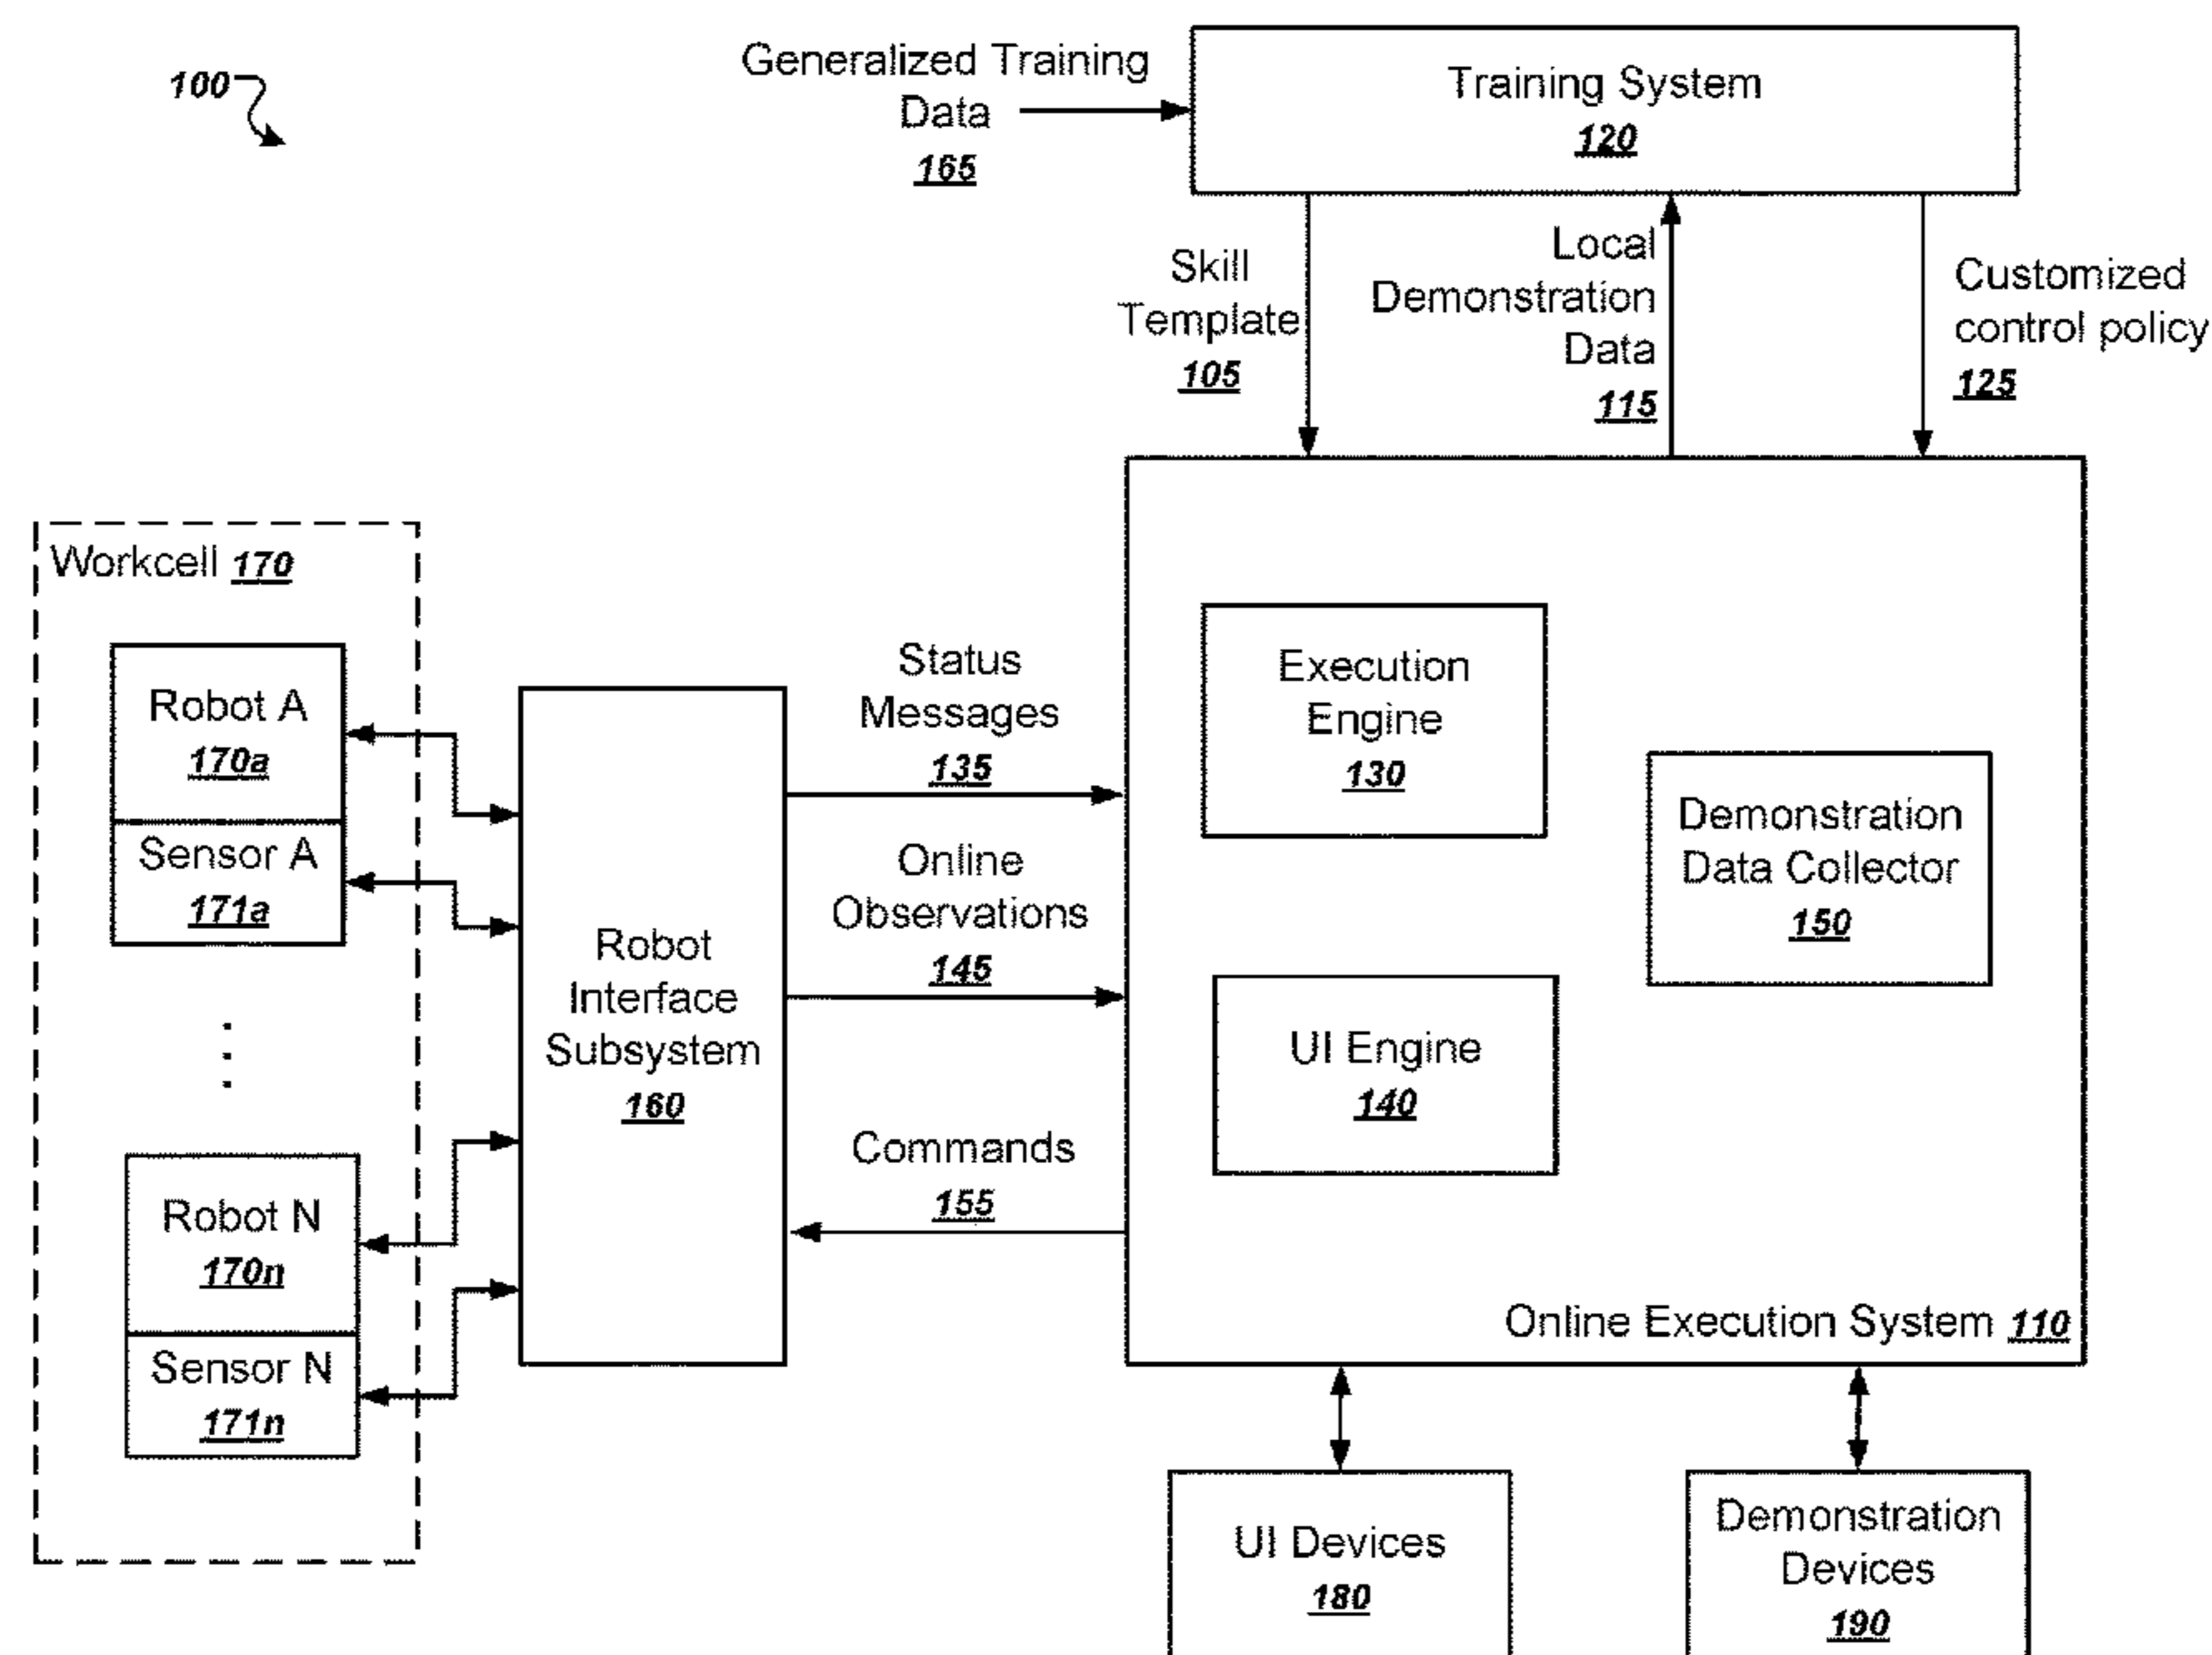 100
Generalized Training
Data
165
Training System
120
Skill
Template
105
Local
Demonstration
Data
115
Customized
control policy
125
Workcell 170
Robot A
170a
Sensor A
171a
Robot N
170n
Sensor N
171n
Robot
Interface
Subsystem
160
Status
Messages
135
Online
Observations
145
Commands
155
Execution
Engine
130
Demonstration
Data Collector
150
UI Engine
140
Online Execution System 110
UI Devices
180
Demonstration
Devices
190